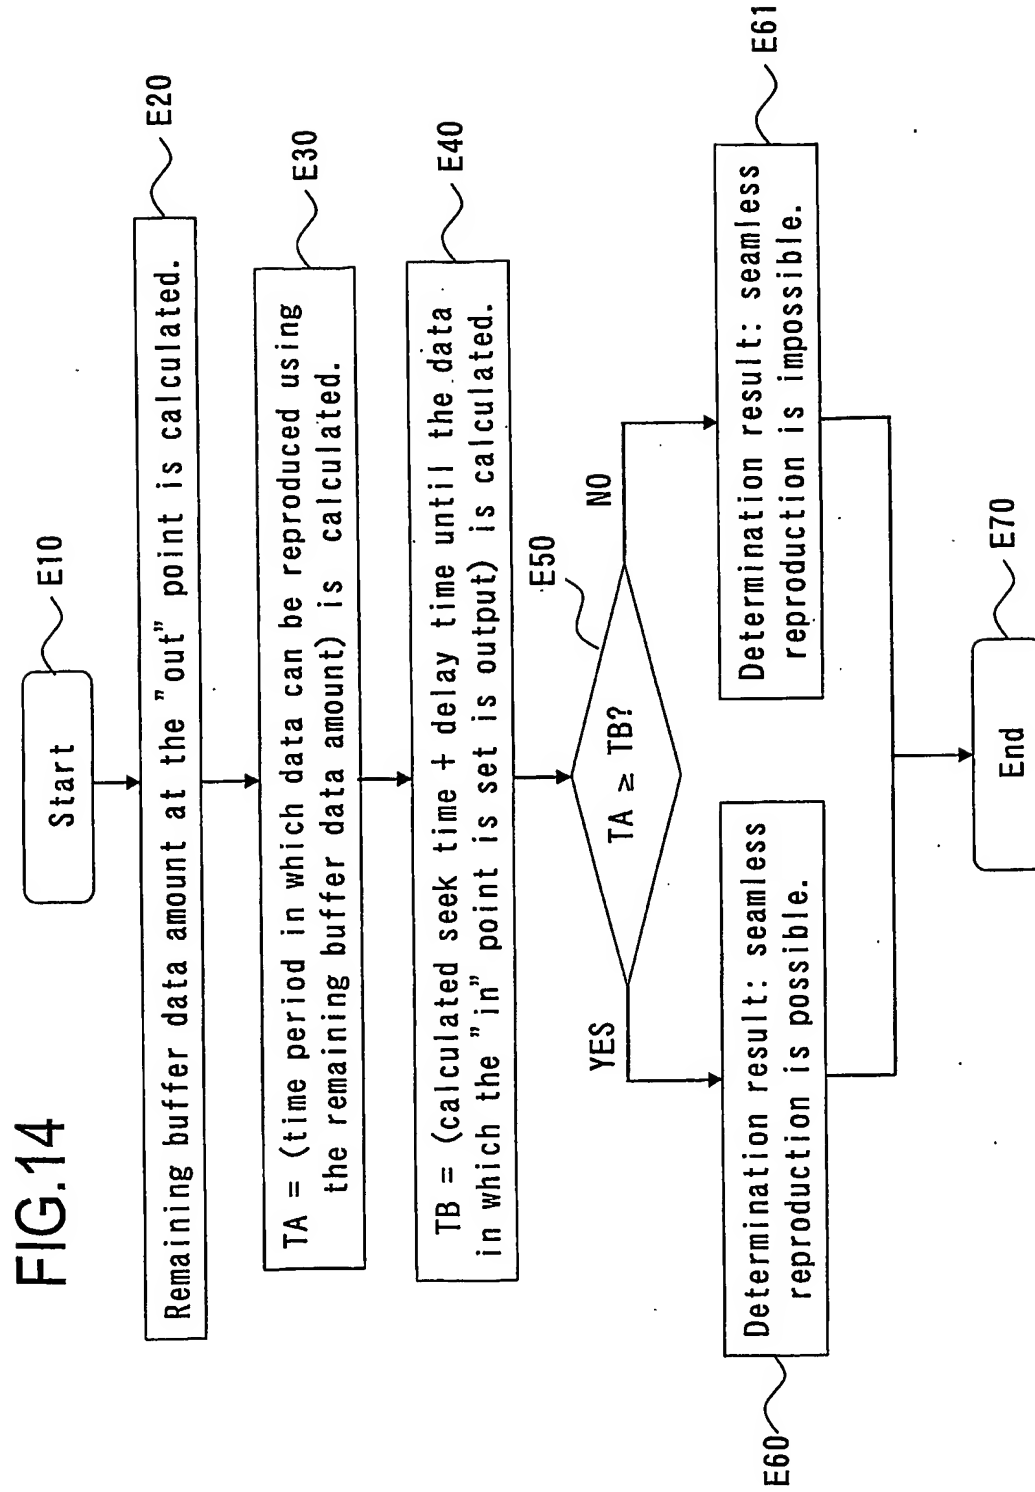 FIG.14
Start
E10
Remaining buffer data amount at the "out" point is calculated.
E20
TA = (time period in which data can be reproduced using
the remaining buffer data amount) is calculated.
E30
TB = (calculated seek time + delay time until the data
in which the "in" point is set is output) is calculated.
E40
TA ≥ TB?
E50
YES
NO
Determination result: seamless
reproduction is possible.
E60
Determination result: seamless
reproduction is impossible.
E61
End
E70